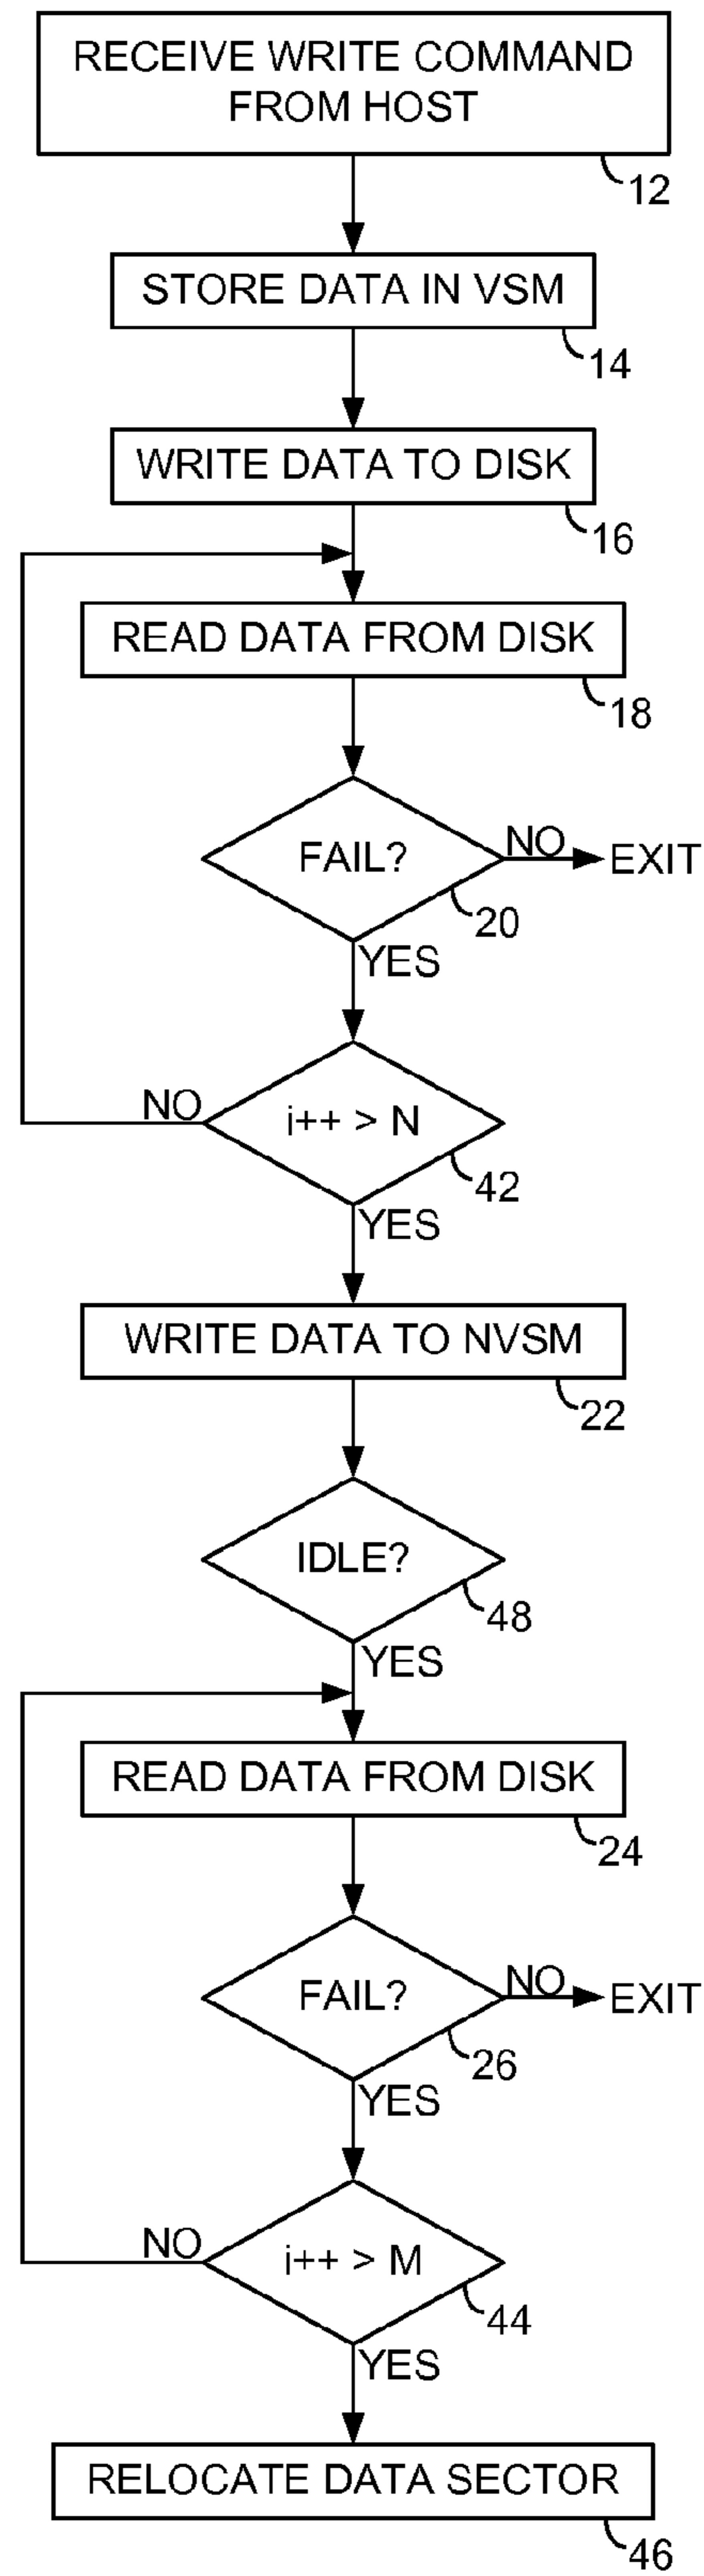 RECEIVE WRITE COMMAND
FROM HOST
12
STORE DATA IN VSM
14
WRITE DATA TO DISK
16
READ DATA FROM DISK
18
FAIL?
NO
EXIT
20
YES
i++ > N
NO
42
YES
WRITE DATA TO NVSM
22
IDLE?
48
YES
READ DATA FROM DISK
24
FAIL?
NO
EXIT
26
YES
i++ > M
NO
44
YES
RELOCATE DATA SECTOR
46